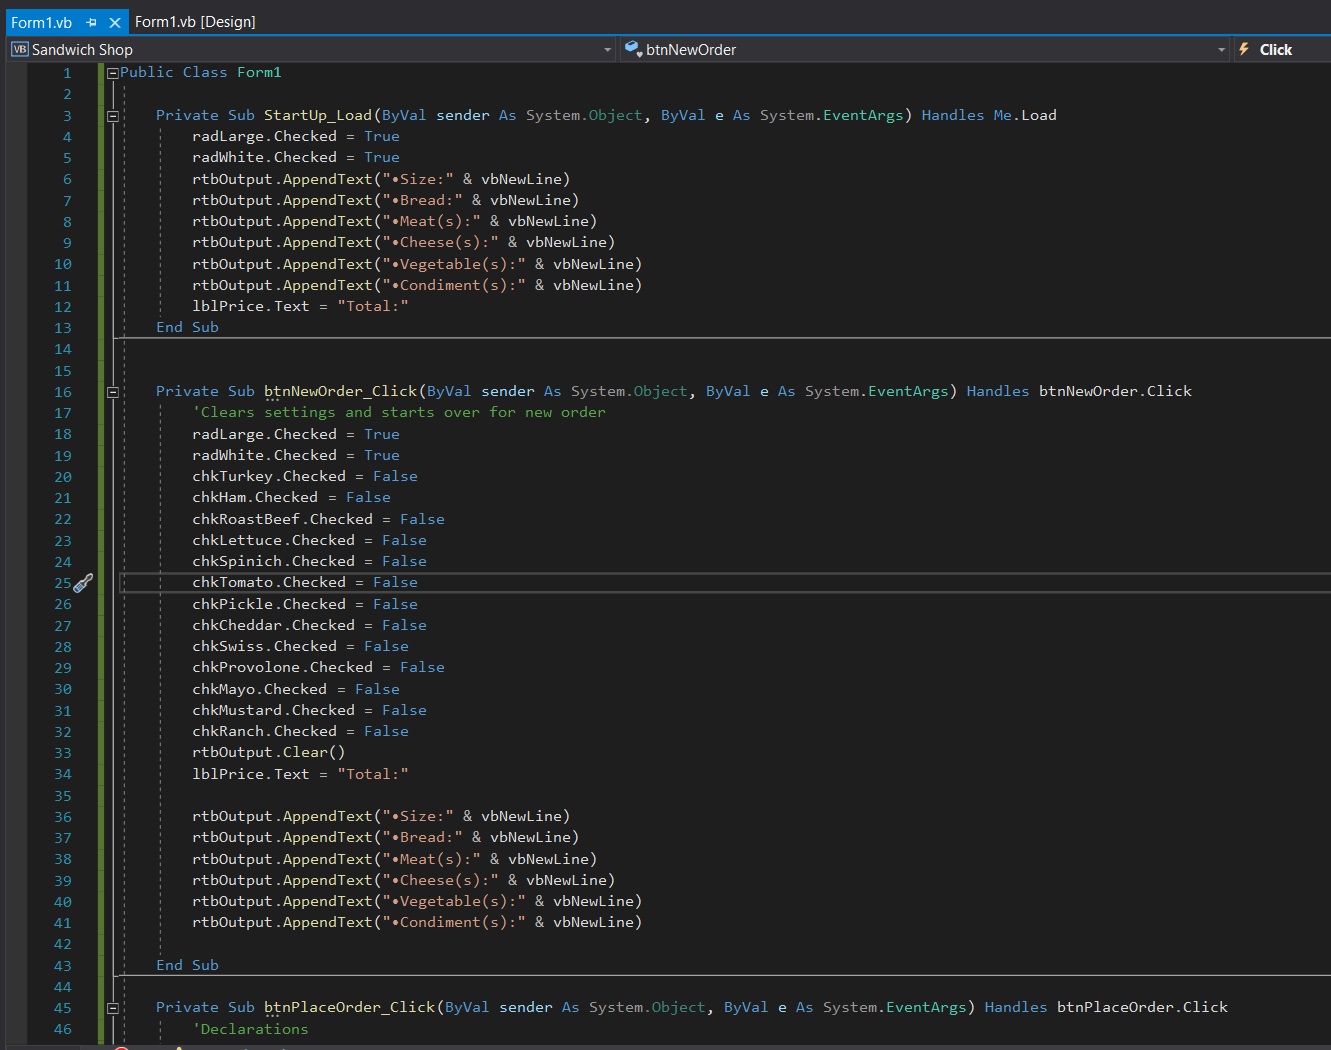 Form1.vb Form1.vb [Design]
VB Sandwich Shop btnNewOrder Click
1 Public Class Form1
2
3 Private Sub StartUp_Load(ByVal sender As System.Object, ByVal e As System.EventArgs) Handles Me.Load
4 radLarge.Checked = True
5 radWhite.Checked = True
6 rtbOutput.AppendText("•Size:" & vbNewLine)
7 rtbOutput.AppendText("•Bread:" & vbNewLine)
8 rtbOutput.AppendText("•Meat(s):" & vbNewLine)
9 rtbOutput.AppendText("•Cheese(s):" & vbNewLine)
10 rtbOutput.AppendText("•Vegetable(s):" & vbNewLine)
11 rtbOutput.AppendText("•Condiment(s):" & vbNewLine)
12 lblPrice.Text = "Total:"
13 End Sub
14
15
16 Private Sub btnNewOrder_Click(ByVal sender As System.Object, ByVal e As System.EventArgs) Handles btnNewOrder.Click
17 'Clears settings and starts over for new order
18 radLarge.Checked = True
19 radWhite.Checked = True
20 chkTurkey.Checked = False
21 chkHam.Checked = False
22 chkRoastBeef.Checked = False
23 chkLettuce.Checked = False
24 chkSpinich.Checked = False
25 chkTomato.Checked = False
26 chkPickle.Checked = False
27 chkCheddar.Checked = False
28 chkSwiss.Checked = False
29 chkProvolone.Checked = False
30 chkMayo.Checked = False
31 chkMustard.Checked = False
32 chkRanch.Checked = False
33 rtbOutput.Clear()
34 lblPrice.Text = "Total:"
35
36 rtbOutput.AppendText("•Size:" & vbNewLine)
37 rtbOutput.AppendText("•Bread:" & vbNewLine)
38 rtbOutput.AppendText("•Meat(s):" & vbNewLine)
39 rtbOutput.AppendText("•Cheese(s):" & vbNewLine)
40 rtbOutput.AppendText("•Vegetable(s):" & vbNewLine)
41 rtbOutput.AppendText("•Condiment(s):" & vbNewLine)
42
43 End Sub
44
45 Private Sub btnPlaceOrder_Click(ByVal sender As System.Object, ByVal e As System.EventArgs) Handles btnPlaceOrder.Click
46 'Declarations